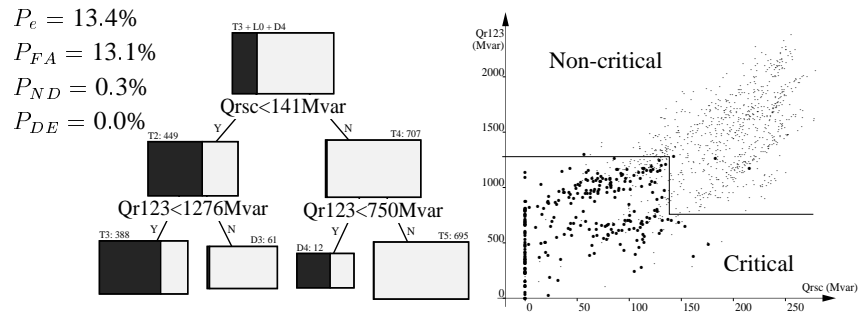 P_e = 13.4%
P_FA = 13.1%
P_ND = 0.3%
P_DE = 0.0%
T3 + L0 + D4
Qrsc<141Mvar
Y
N
T2: 449
T4: 707
Qr123<1276Mvar
Qr123<750Mvar
Y
N
Y
N
T3: 388
D3: 61
D4: 12
T5: 695
Qr123
(Mvar)
2000
1500
1000
500
0
Non-critical
Critical
0
50
100
150
200
250
Qrsc (Mvar)